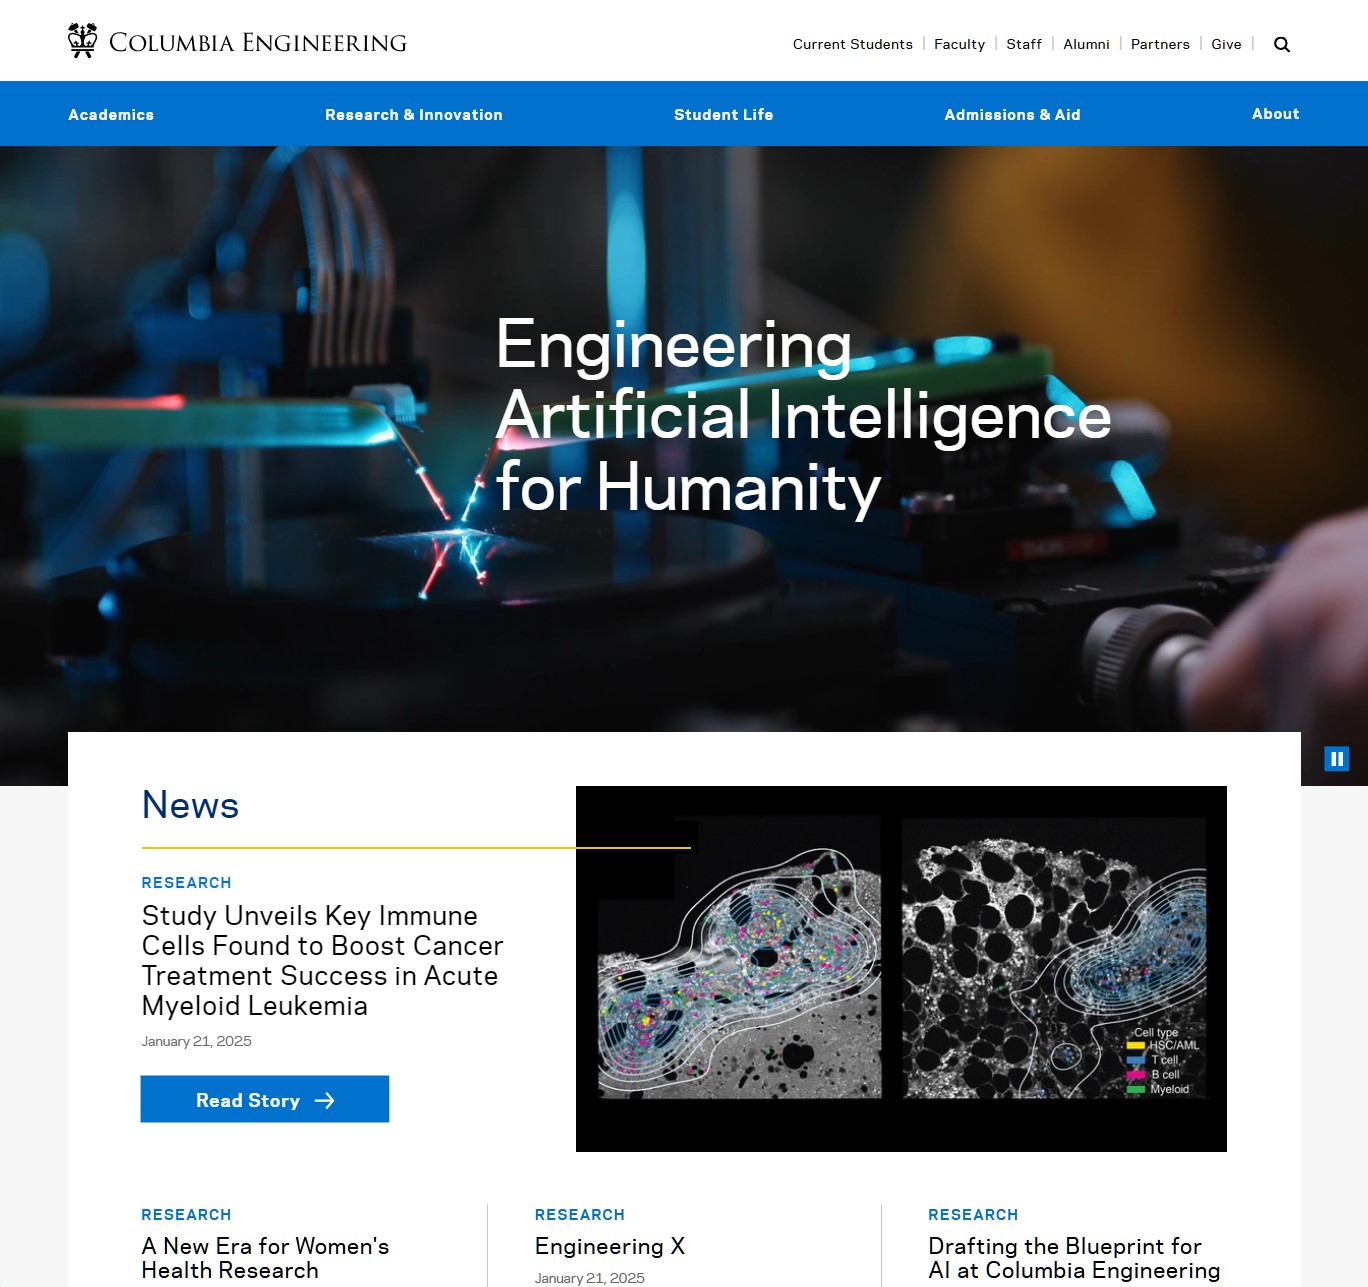 COLUMBIA ENGINEERING
Current Students
Faculty
Staff
Alumni
Partners
Give
Academics
Research & Innovation
Student Life
Admissions & Aid
About
Engineering
Artificial Intelligence
for Humanity
News
RESEARCH
Study Unveils Key Immune
Cells Found to Boost Cancer
Treatment Success in Acute
Myeloid Leukemia
January 21, 2025
Read Story
Cell type
HSC/AML
T cell
B cell
Myeloid
RESEARCH
A New Era for Women's
Health Research
RESEARCH
Engineering X
January 21, 2025
RESEARCH
Drafting the Blueprint for
AI at Columbia Engineering